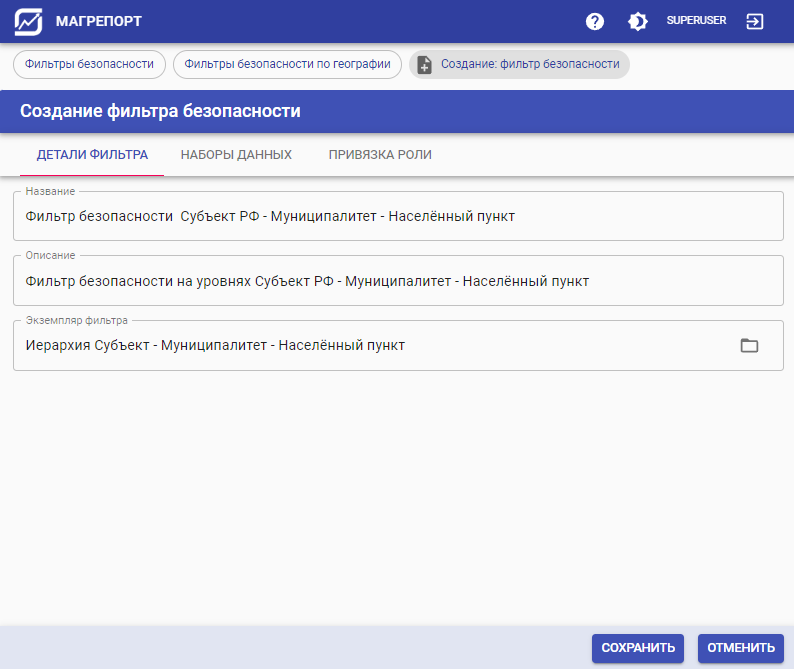 МАГРЕПОРТ
SUPERUSER
Фильтры безопасности
Фильтры безопасности по географии
Создание: фильтр безопасности
Создание фильтра безопасности
ДЕТАЛИ ФИЛЬТРА
НАБОРЫ ДАННЫХ
ПРИВЯЗКА РОЛИ
Название
Фильтр безопасности  Субъект РФ - Муниципалитет - Населённый пункт
Описание
Фильтр безопасности на уровнях Субъект РФ - Муниципалитет - Населённый пункт
Экземпляр фильтра
Иерархия Субъект - Муниципалитет - Населённый пункт
СОХРАНИТЬ
ОТМЕНИТЬ